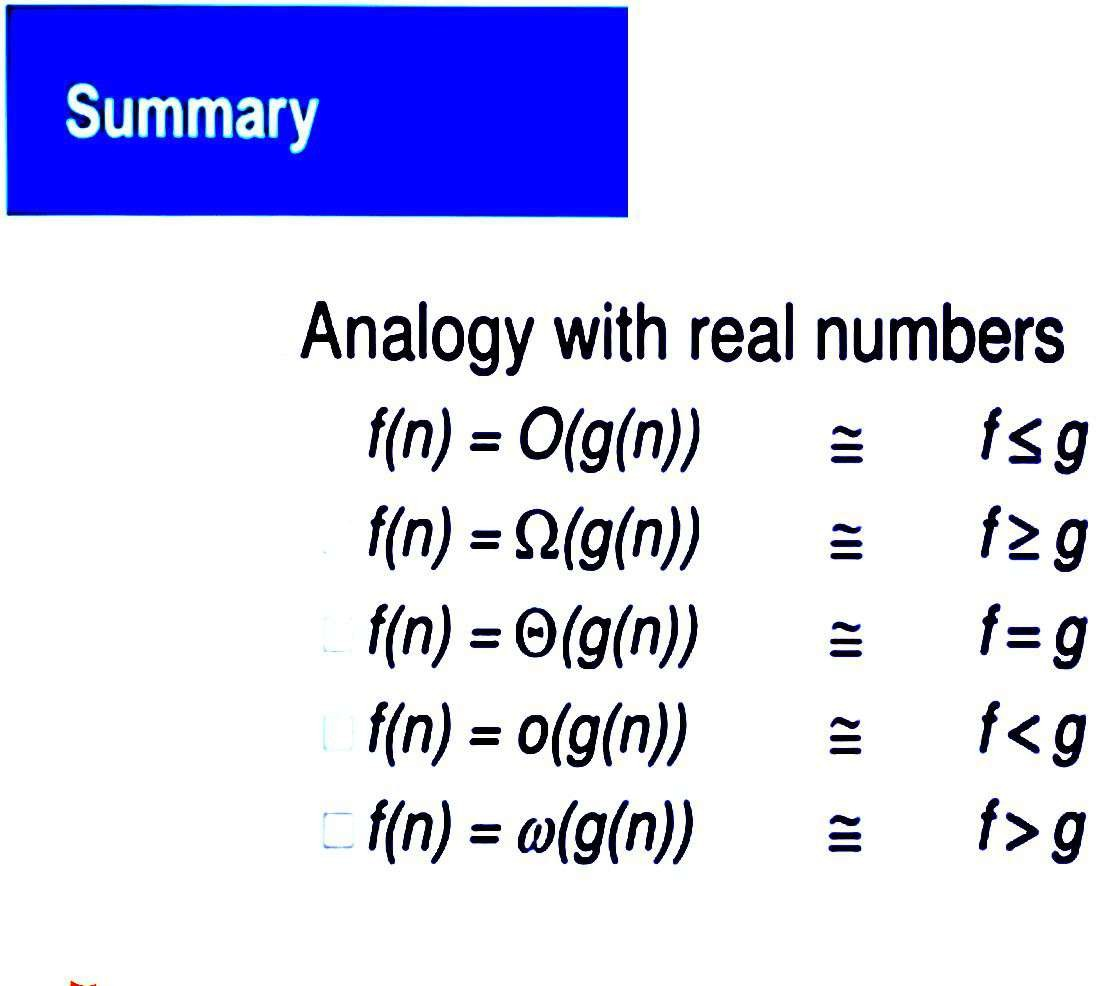 Summary
Analogy with real numbers
f(n) = O(g(n)) ≅ f ≤ g
f(n) = Ω(g(n)) ≅ f ≥ g
f(n) = Θ(g(n)) ≅ f = g
f(n) = o(g(n)) ≅ f < g
f(n) = ω(g(n)) ≅ f > g